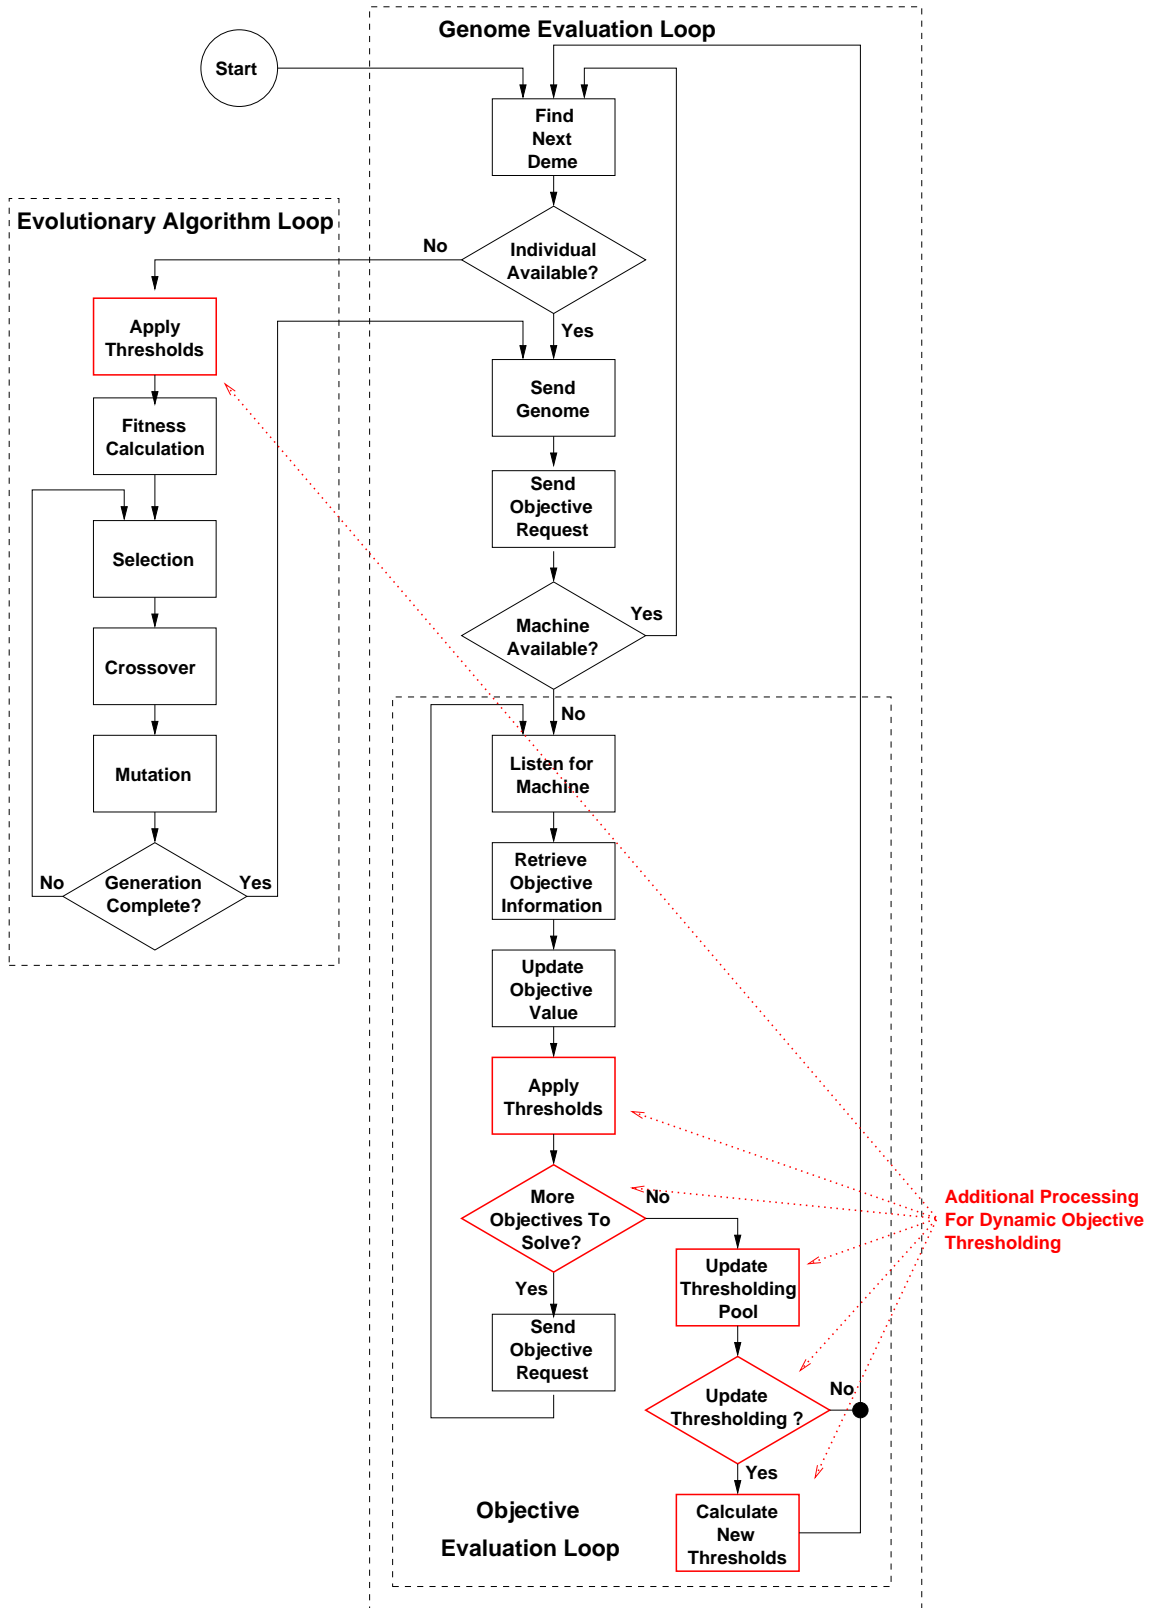 Genome Evaluation Loop
Start
Find
Next
Deme
Evolutionary Algorithm Loop
No
Individual
Available?
Yes
Apply
Thresholds
Send
Genome
Fitness
Calculation
Send
Objective
Request
Selection
Machine
Available?
Yes
Crossover
No
Listen for
Machine
Mutation
Retrieve
Objective
Information
No
Generation
Complete?
Yes
Update
Objective
Value
Apply
Thresholds
More
Objectives To
Solve?
No
Additional Processing
For Dynamic Objective
Thresholding
Update
Thresholding
Pool
Yes
Send
Objective
Request
Update
Thresholding ?
No
Yes
Calculate
New
Thresholds
Objective
Evaluation Loop